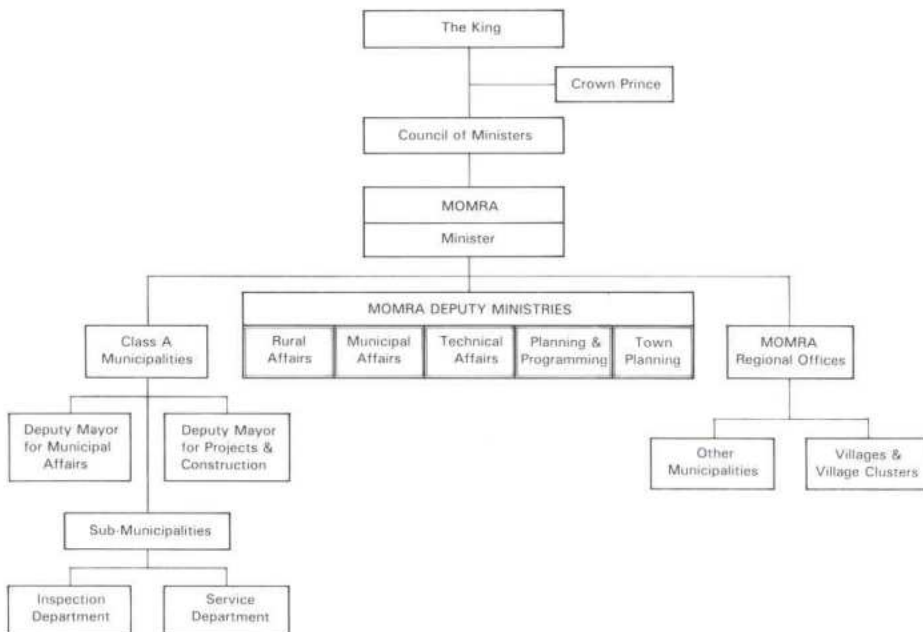 The King
Crown Prince
Council of Ministers
MOMRA
Minister
MOMRA DEPUTY MINISTRIES
Class A
Municipalities
Rural
Affairs
Municipal
Affairs
Technical
Affairs
Planning &
Programming
Town
Planning
MOMRA
Regional Offices
Deputy Mayor
for Municipal
Affairs
Deputy Mayor
for Projects &
Construction
Other
Municipalities
Villages &
Village Clusters
Sub-Municipalities
Inspection
Department
Service
Department